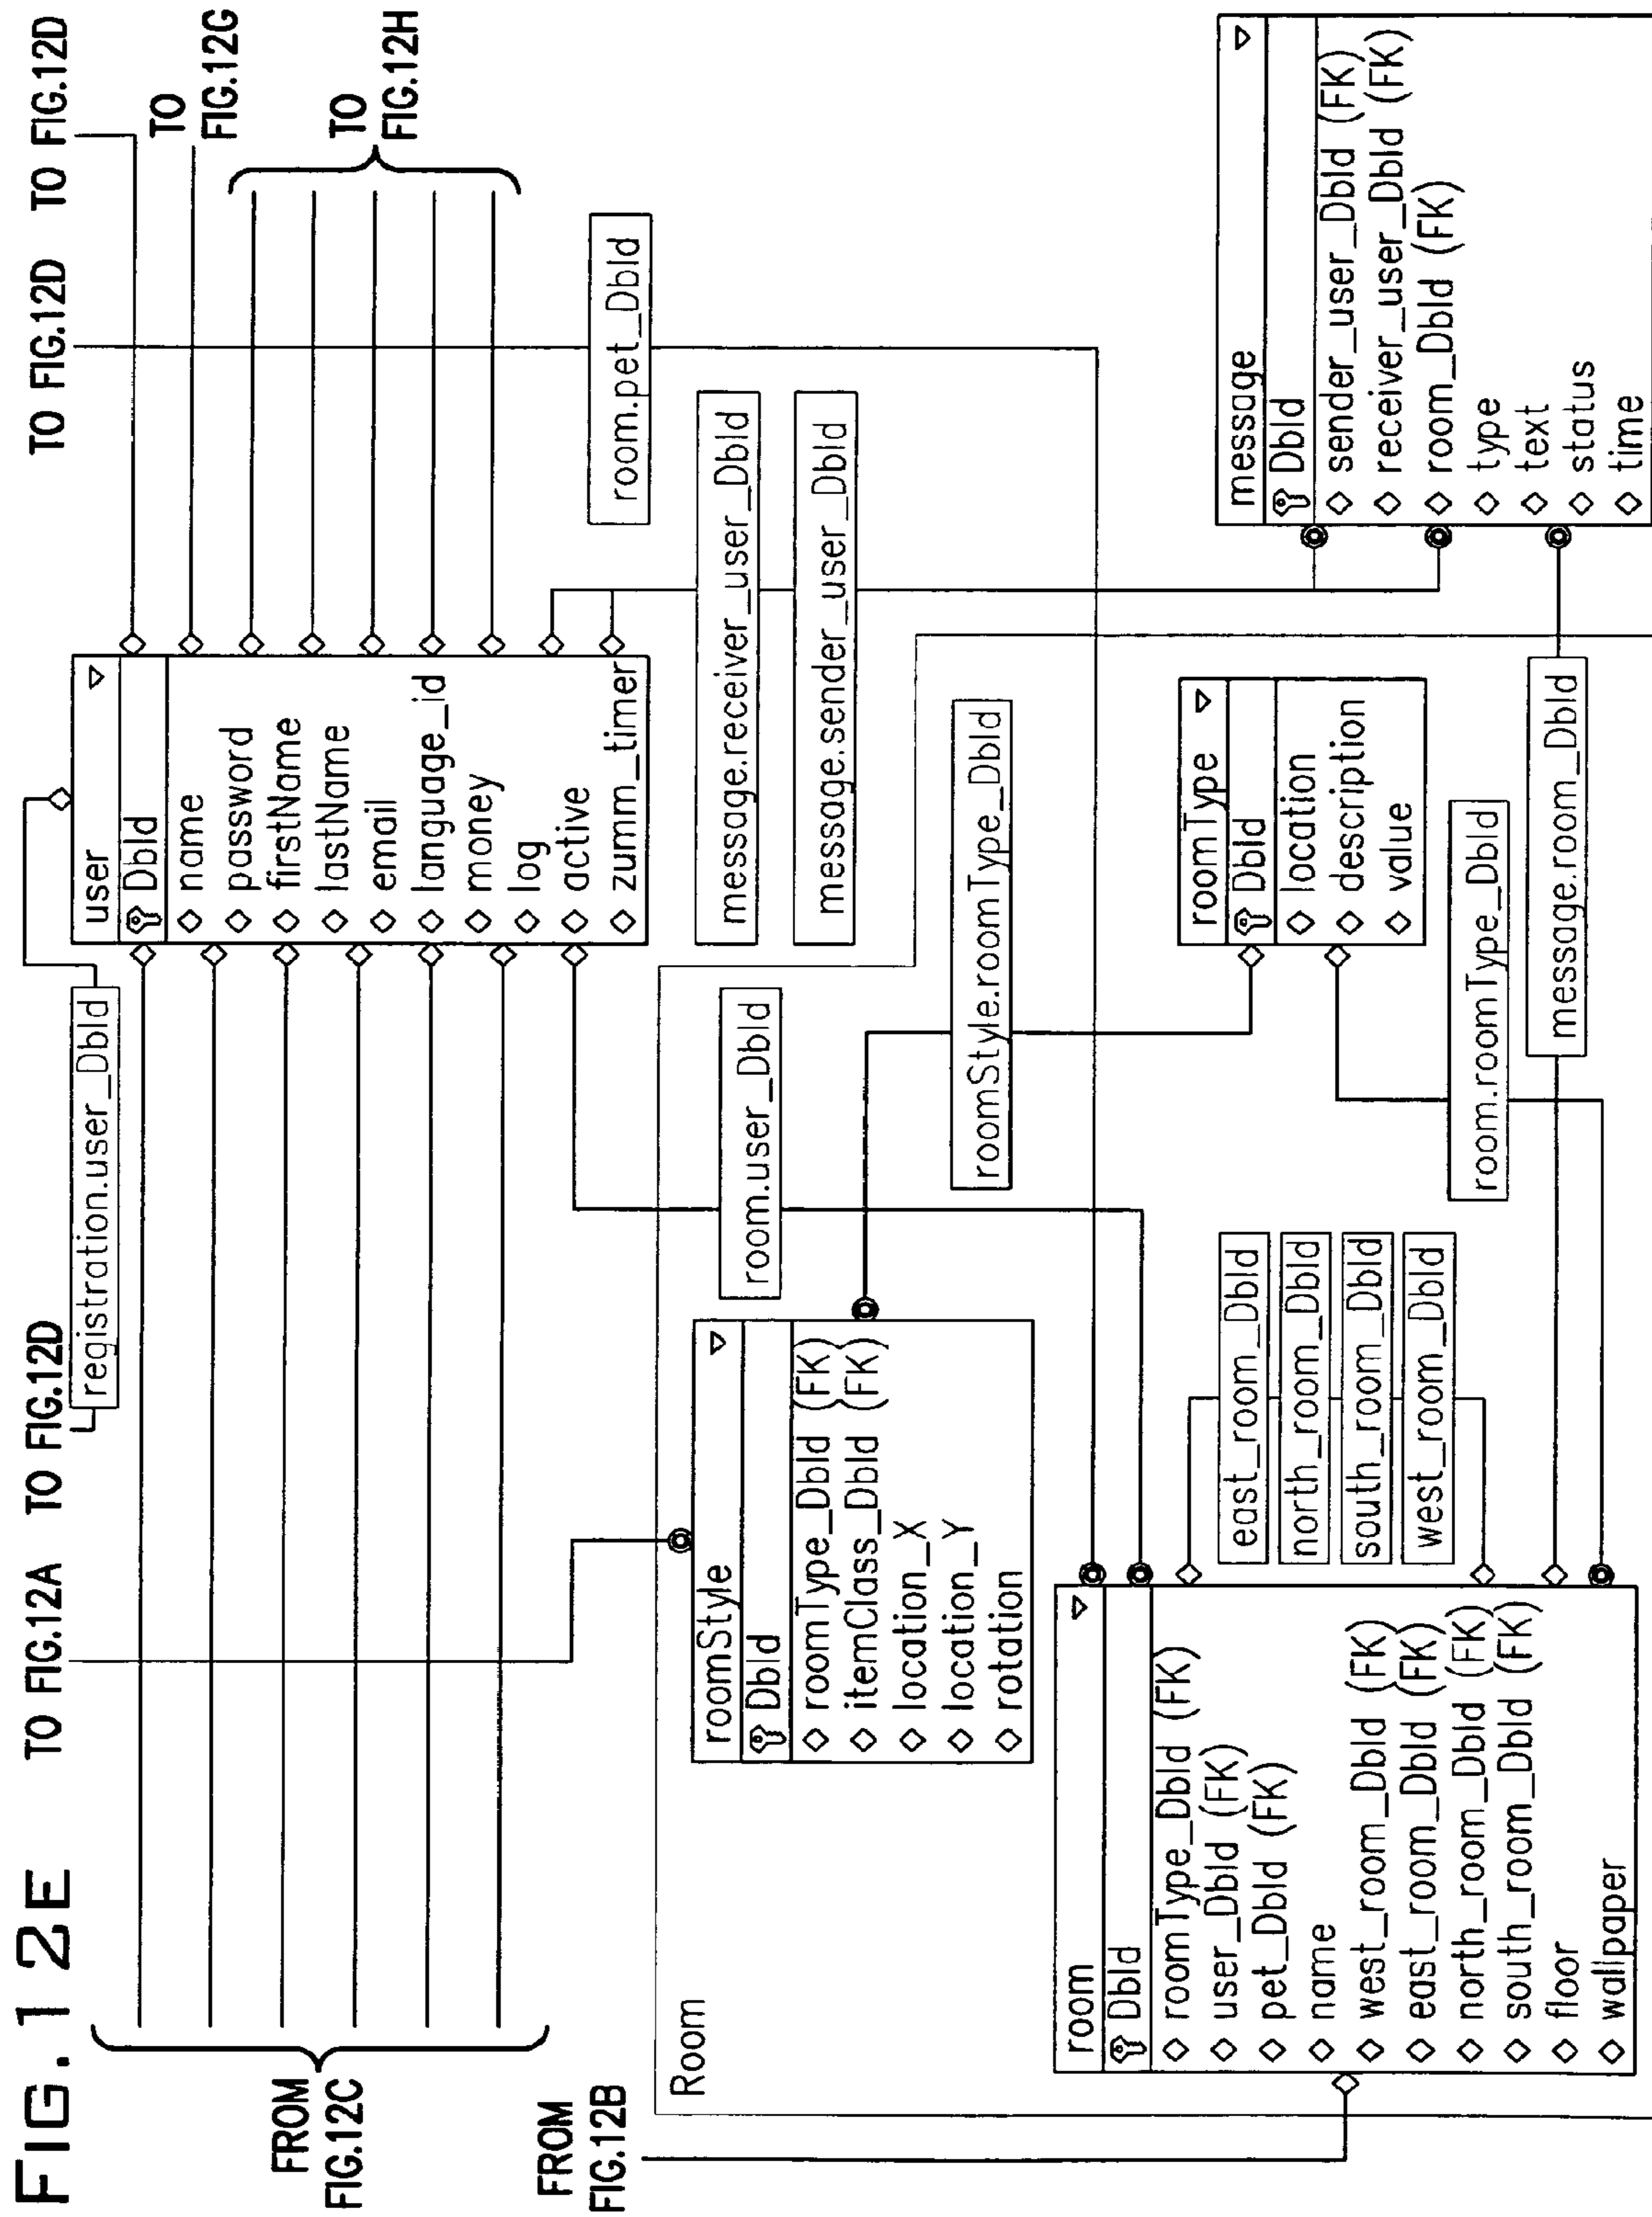 FIG. 12E
TO FIG.12A
TO FIG.12D
TO FIG.12D
TO FIG.12D
registration.user_DbId
FROM
FIG.12C
FROM
FIG.12B
user
DbId
name
password
firstName
lastName
email
language_id
money
log
active
zumm_timer
TO
FIG.12G
TO
FIG.12H
room.pet_DbId
message.receiver_user_DbId
message.sender_user_DbId
room.user_DbId
Room
roomStyle
DbId
roomType_DbId (FK)
itemClass_DbId (FK)
location_X
location_Y
rotation
roomStyle.roomType_DbId
room
DbId
roomType_DbId (FK)
user_DbId (FK)
pet_DbId (FK)
name
west_room_DbId (FK)
east_room_DbId (FK)
north_room_DbId (FK)
south_room_DbId (FK)
floor
wallpaper
east_room_DbId
north_room_DbId
south_room_DbId
west_room_DbId
roomType
DbId
location
description
value
room.roomType_DbId
message.room_DbId
message
DbId
sender_user_DbId (FK)
receiver_user_DbId (FK)
room_DbId (FK)
type
text
status
time